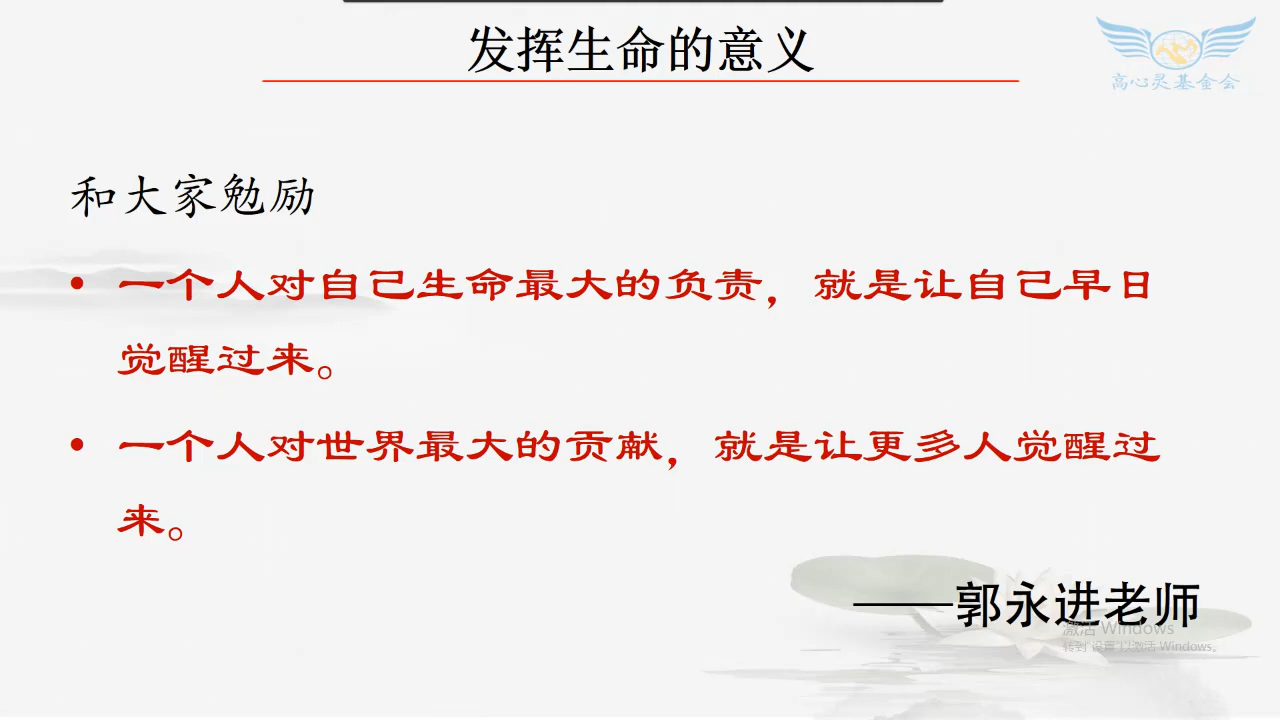 发挥生命的意义
高心灵基金会
和大家勉励
• 一个人对自己生命最大的负责，就是让自己早日
觉醒过来。
• 一个人对世界最大的贡献，就是让更多人觉醒过
来。
——郭永进老师
激活 Windows
转到"设置"以激活 Windows。